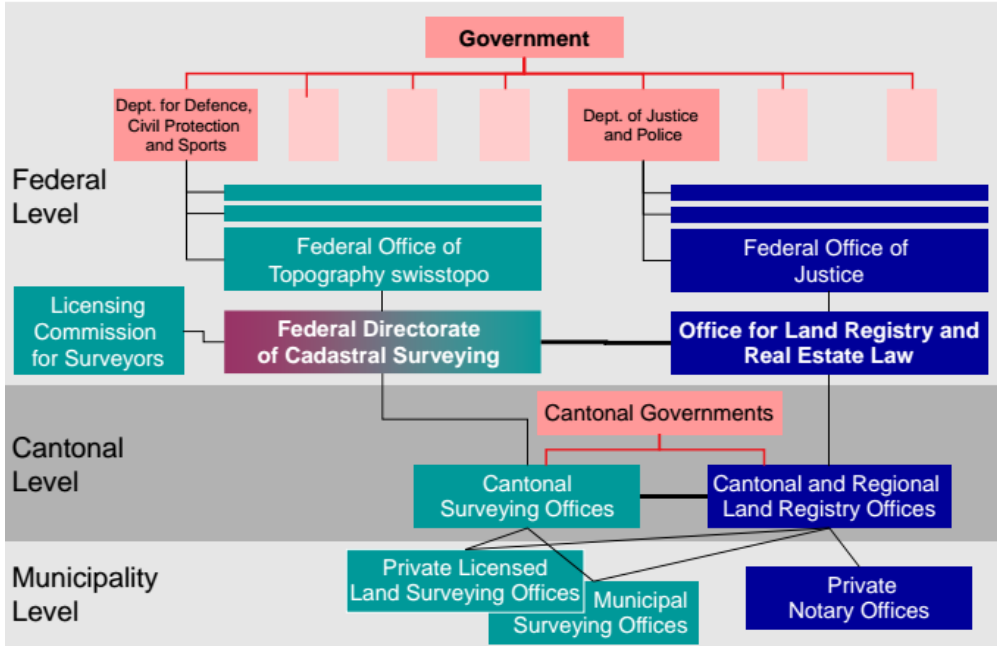 Government
Dept. for Defence,
Civil Protection
and Sports
Dept. of Justice
and Police
Federal
Level
Federal Office of
Topography swisstopo
Federal Office of
Justice
Licensing
Commission
for Surveyors
Federal Directorate
of Cadastral Surveying
Office for Land Registry and
Real Estate Law
Cantonal
Level
Cantonal Governments
Cantonal
Surveying Offices
Cantonal and Regional
Land Registry Offices
Municipality
Level
Private Licensed
Land Surveying Offices
Municipal
Surveying Offices
Private
Notary Offices